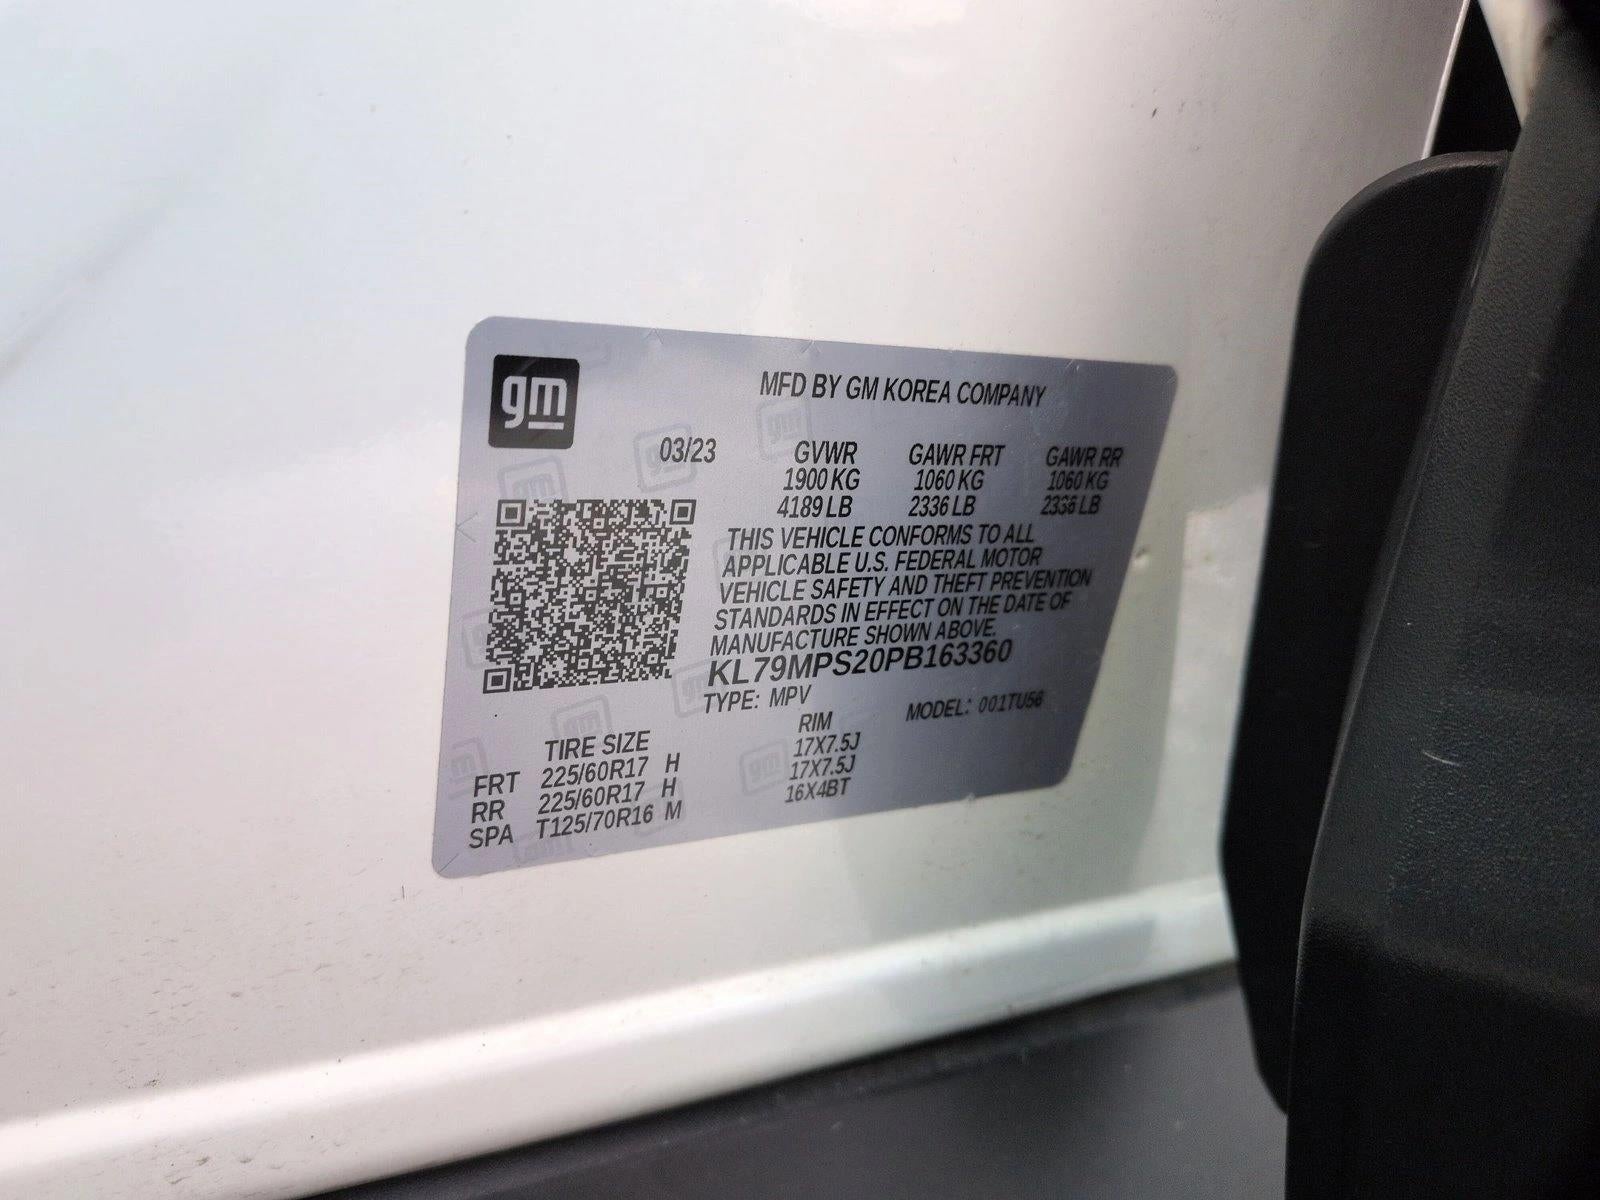 gm
MFD BY GM KOREA COMPANY
03/23 GVWR GAWR FRT GAWR RR
1900 KG 1060 KG 1060 KG
4189 LB 2336 LB 2336 LB
THIS VEHICLE CONFORMS TO ALL
APPLICABLE U.S. FEDERAL MOTOR
VEHICLE SAFETY AND THEFT PREVENTION
STANDARDS IN EFFECT ON THE DATE OF
MANUFACTURE SHOWN ABOVE.
KL79MPS20PB163360
TYPE: MPV MODEL: 001TU56
TIRE SIZE RIM
FRT 225/60R17 H 17X7.5J
RR 225/60R17 H 17X7.5J
SPA T125/70R16 M 16X4BT